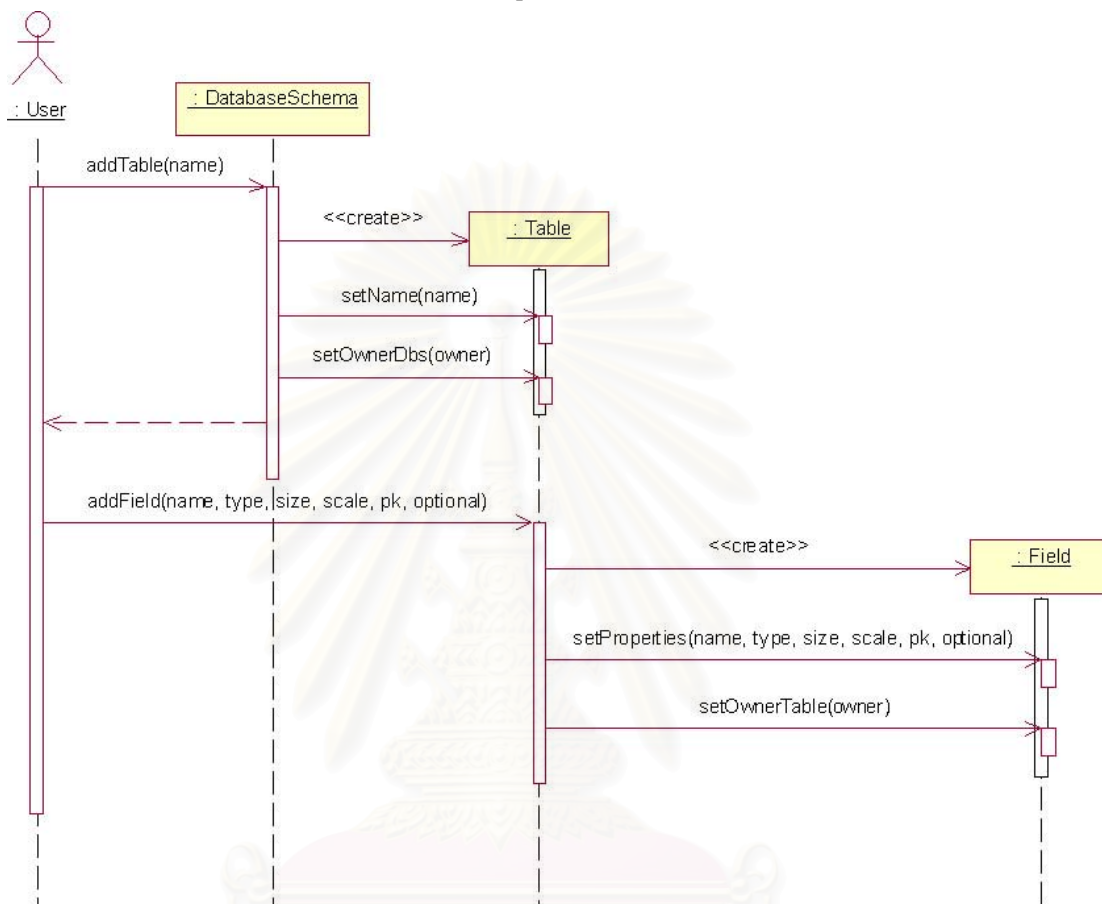 : User
: DatabaseSchema
addTable(name)
<<create>>
: Table
setName(name)
setOwnerDbs(owner)
addField(name, type, size, scale, pk, optional)
<<create>>
: Field
setProperties(name, type, size, scale, pk, optional)
setOwnerTable(owner)